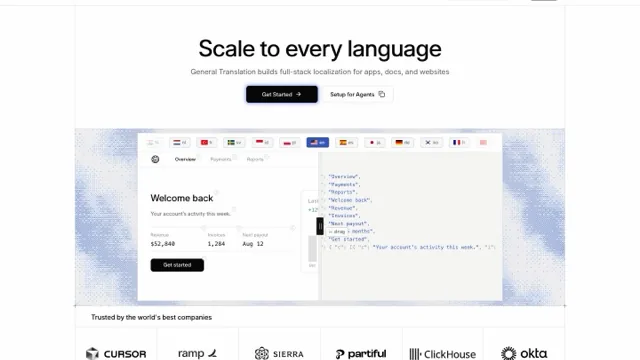 Scale to every language
General Translation builds full-stack localization for apps, docs, and websites
Get Started →
Setup for Agents
Overview Payments Reports
Welcome back
Your account's activity this week.
Revenue Invoices Next payout
$52,840 1,284 Aug 12
Get started
"Overview",
"Payments",
"Reports",
"Welcome back",
"Revenue",
"Invoices",
"Next payout",
drag months",
"Get started",
"Your account's activity this week.",
Trusted by the world's best companies
CURSOR ramp SIERRA partiful ClickHouse okta